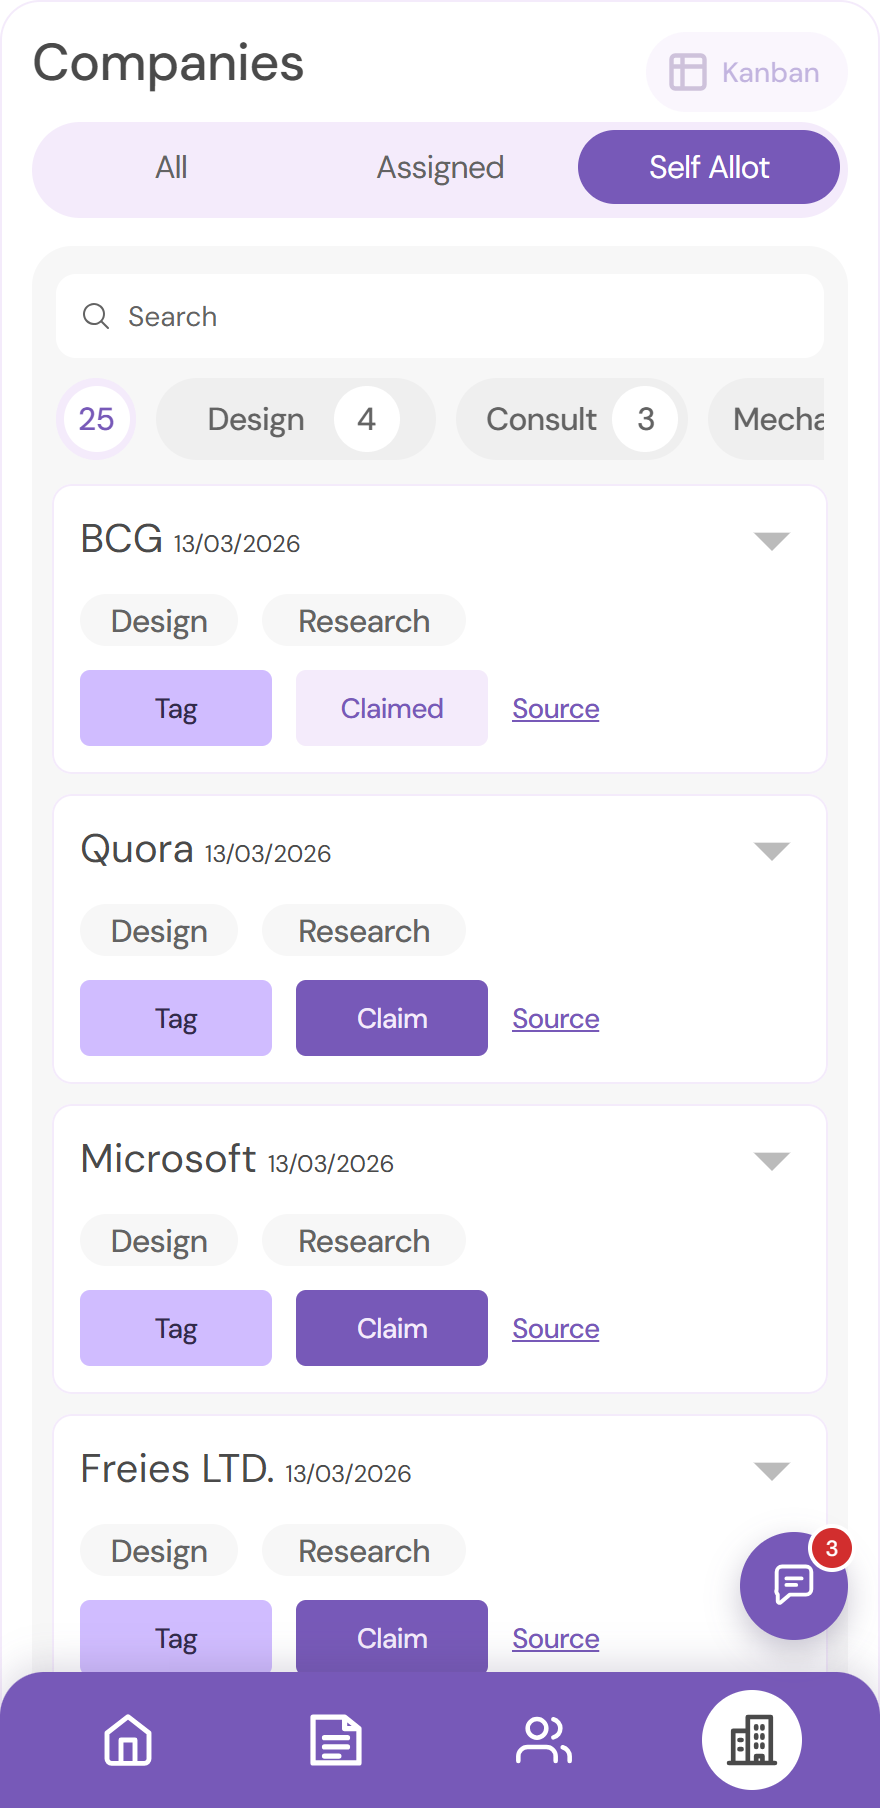 Companies
Kanban
All Assigned Self Allot
Search
25 Design 4 Consult 3 Mecha
BCG 13/03/2026
Design Research
Tag Claimed Source
Quora 13/03/2026
Design Research
Tag Claim Source
Microsoft 13/03/2026
Design Research
Tag Claim Source
Freies LTD. 13/03/2026
Design Research
3
Tag Claim Source